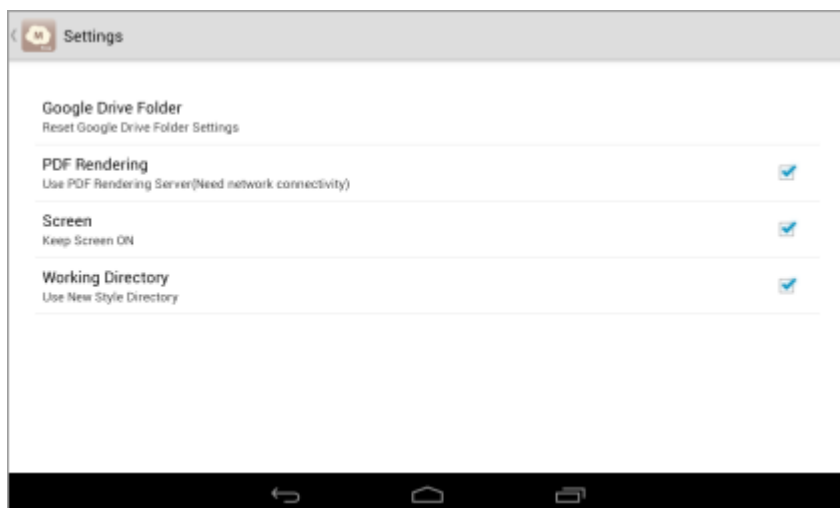 M
Settings
Google Drive Folder
Reset Google Drive Folder Settings
PDF Rendering
Use PDF Rendering Server(Need network connectivity)
Screen
Keep Screen ON
Working Directory
Use New Style Directory